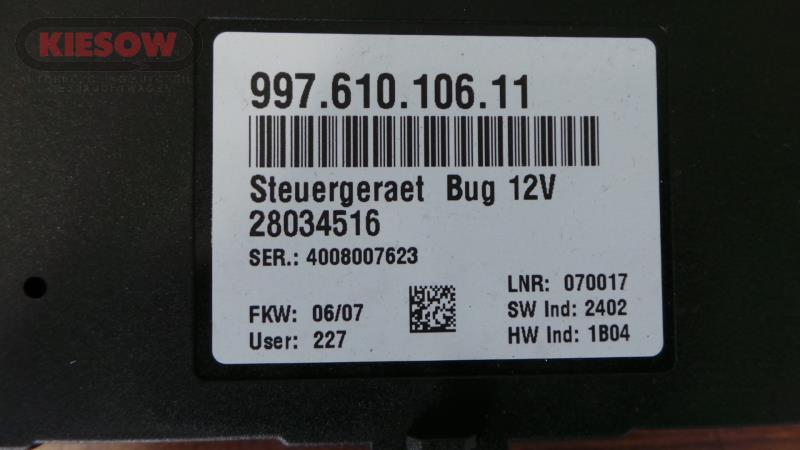 KIESOW
997.610.106.11
Steuergeraet Bug 12V
28034516
SER.: 4008007623
LNR: 070017
FKW: 06/07
SW Ind: 2402
User: 227
HW Ind: 1B04